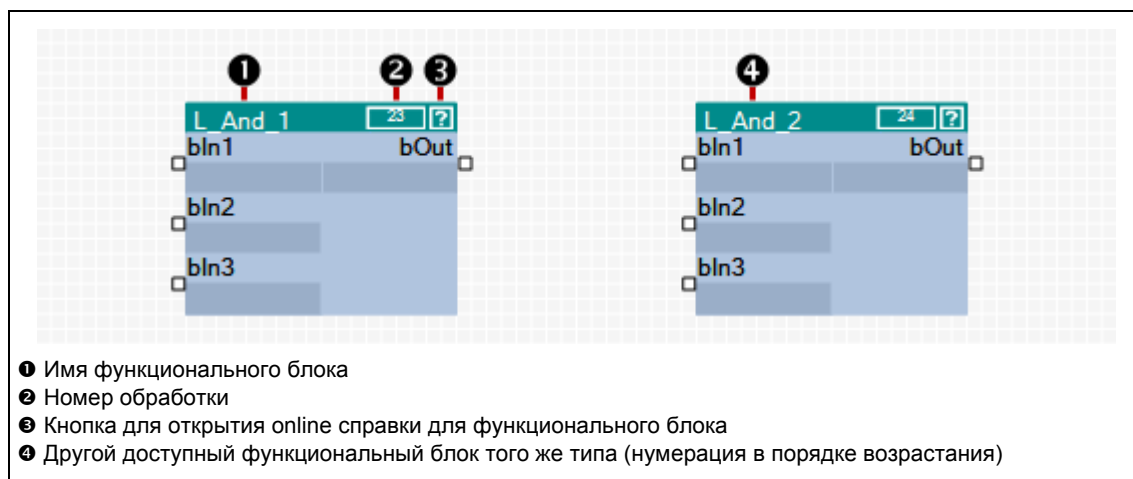 ❶ ❷ ❸ ❹
L_And_1 23 ? L_And_2 24 ?
bIn1 bOut bIn1 bOut
bIn2 bIn2
bIn3 bIn3
❶ Имя функционального блока
❷ Номер обработки
❸ Кнопка для открытия online справки для функционального блока
❹ Другой доступный функциональный блок того же типа (нумерация в порядке возрастания)